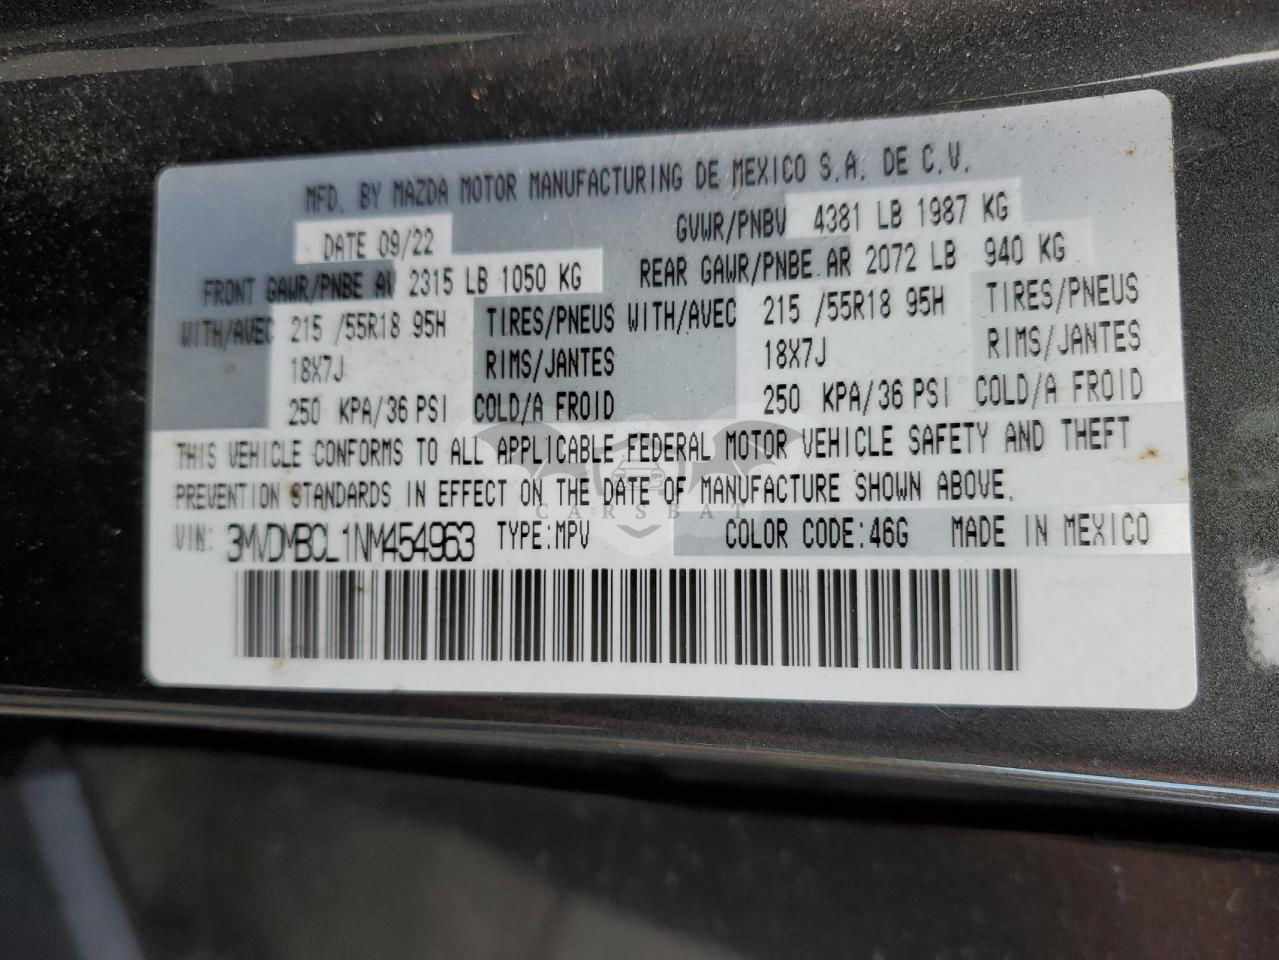 MFD. BY MAZDA MOTOR MANUFACTURING DE MEXICO S.A. DE C.V.
DATE 09/22 GVWR/PNBV 4381 LB 1987 KG
FRONT GAWR/PNBE AV 2315 LB 1050 KG REAR GAWR/PNBE AR 2072 LB 940 KG
WITH/AVEC 215 /55R18 95H TIRES/PNEUS WITH/AVEC 215 /55R18 95H TIRES/PNEUS
18X7J RIMS/JANTES 18X7J RIMS/JANTES
250 KPA/36 PSI COLD/A FROID 250 KPA/36 PSI COLD/A FROID
THIS VEHICLE CONFORMS TO ALL APPLICABLE FEDERAL MOTOR VEHICLE SAFETY AND THEFT
PREVENTION STANDARDS IN EFFECT ON THE DATE OF MANUFACTURE SHOWN ABOVE.
CARSBAT
VIN: 3MVDMBCL1NM454963 TYPE:MPV COLOR CODE:46G MADE IN MEXICO